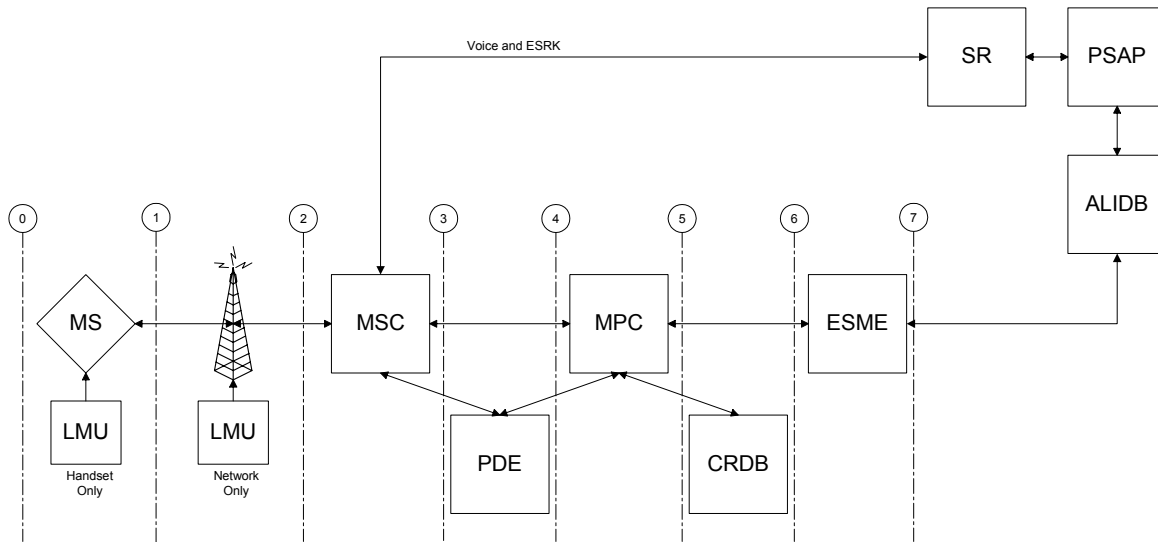 Voice and ESRK
SR
PSAP
ALIDB
0
1
2
3
4
5
6
7
MS
MSC
MPC
ESME
LMU
LMU
Handset
Only
Network
Only
PDE
CRDB